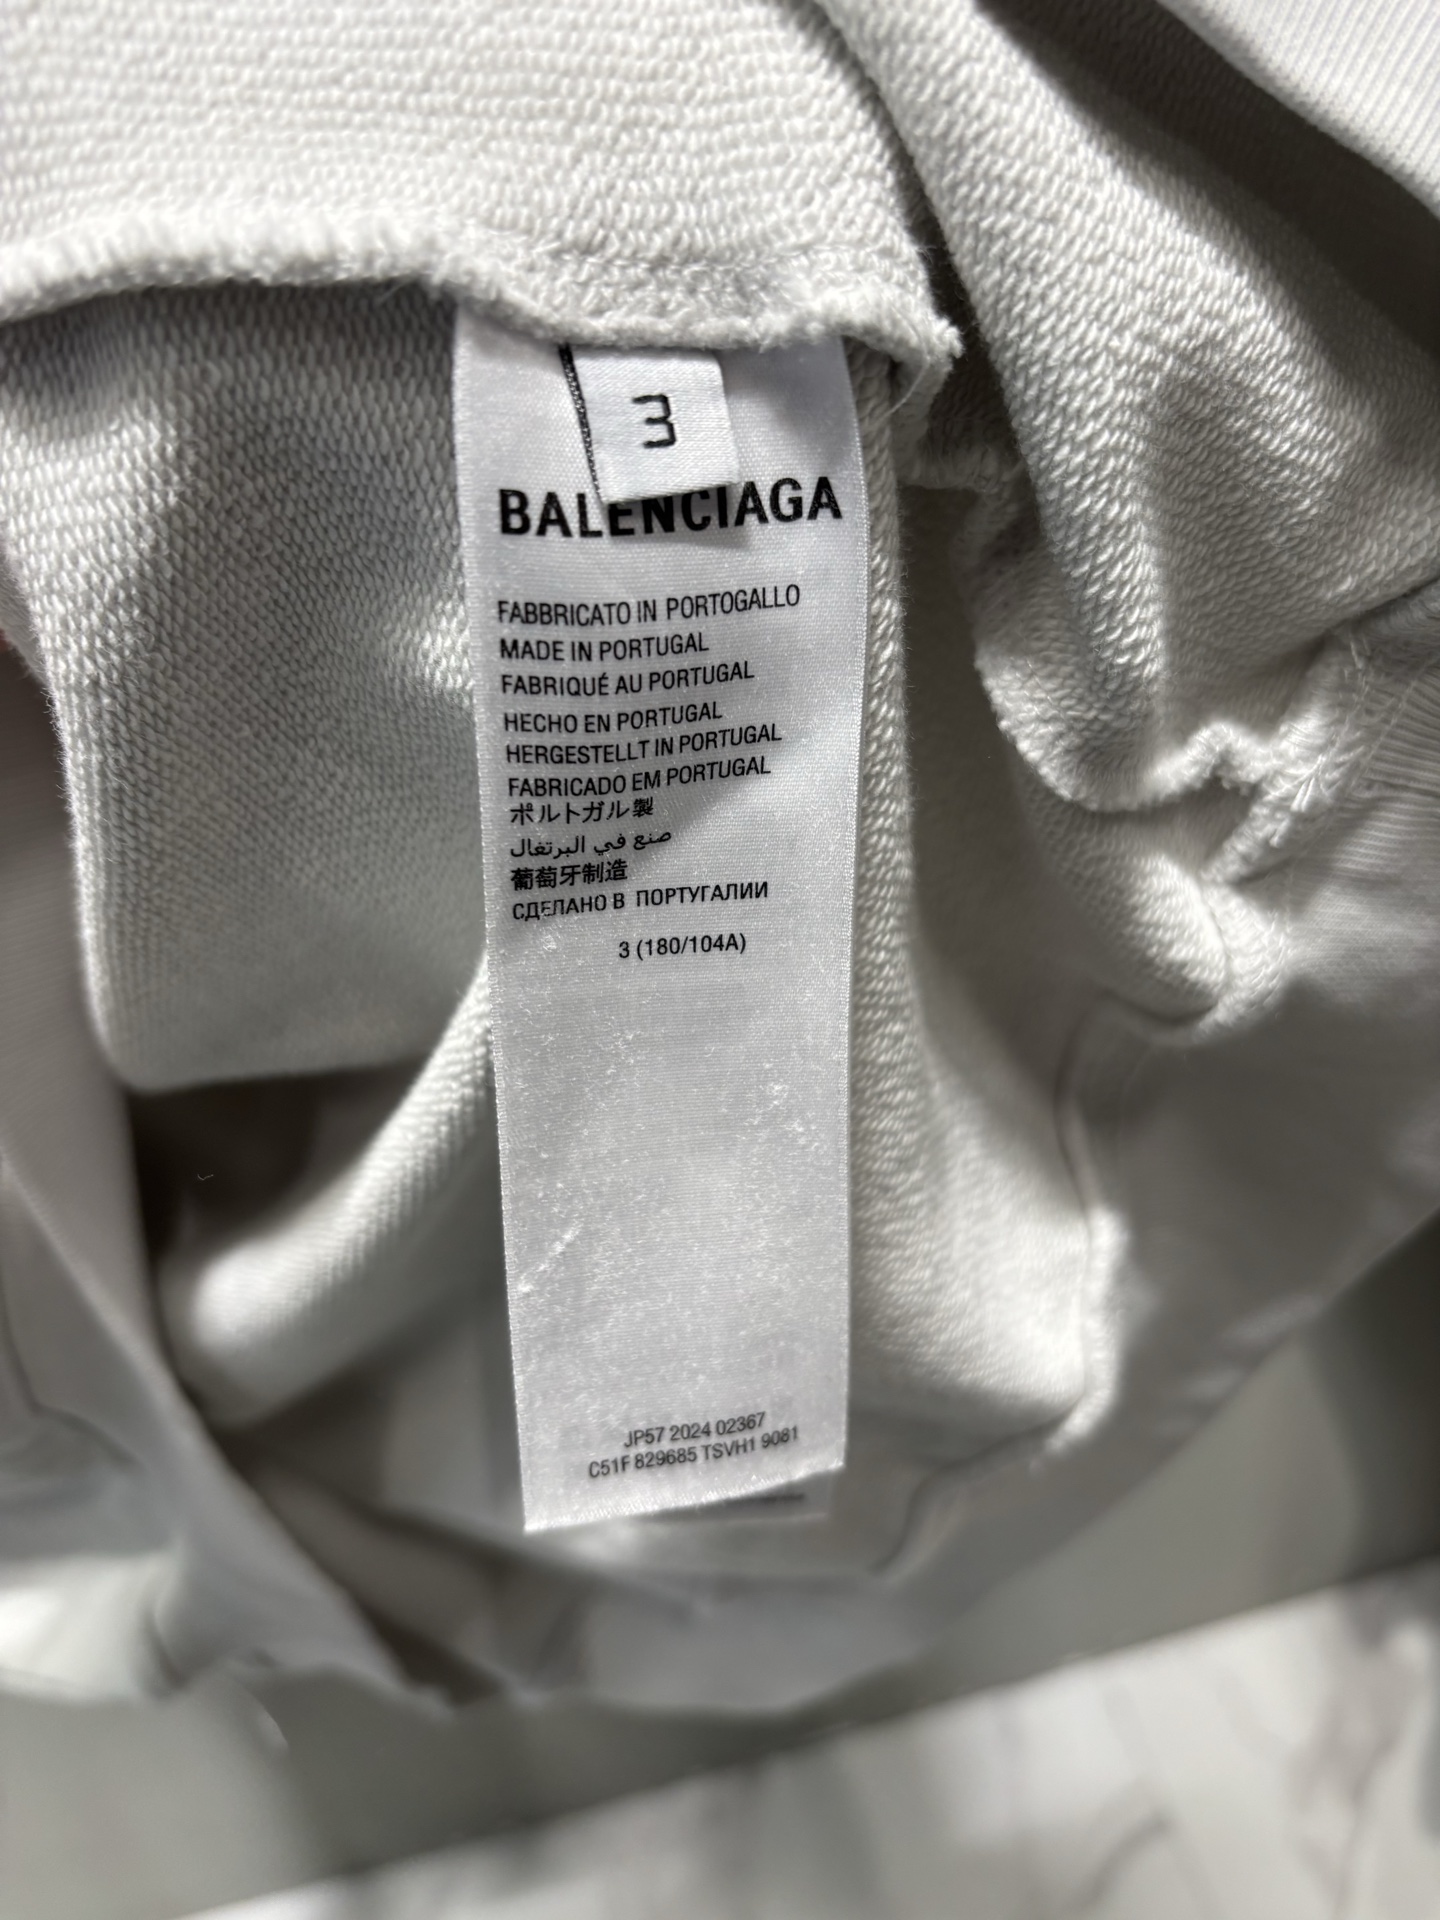 3
BALENCIAGA
FABBRICATO IN PORTOGALLO
MADE IN PORTUGAL
FABRIQUÉ AU PORTUGAL
HECHO EN PORTUGAL
HERGESTELLT IN PORTUGAL
FABRICADO EM PORTUGAL
ポルトガル製
صنع في البرتغال
葡萄牙制造
СДЕЛАНО В ПОРТУГАЛИИ
3 (180/104A)
JP57 2024 02367
C51F 829685 TSVH1 9081